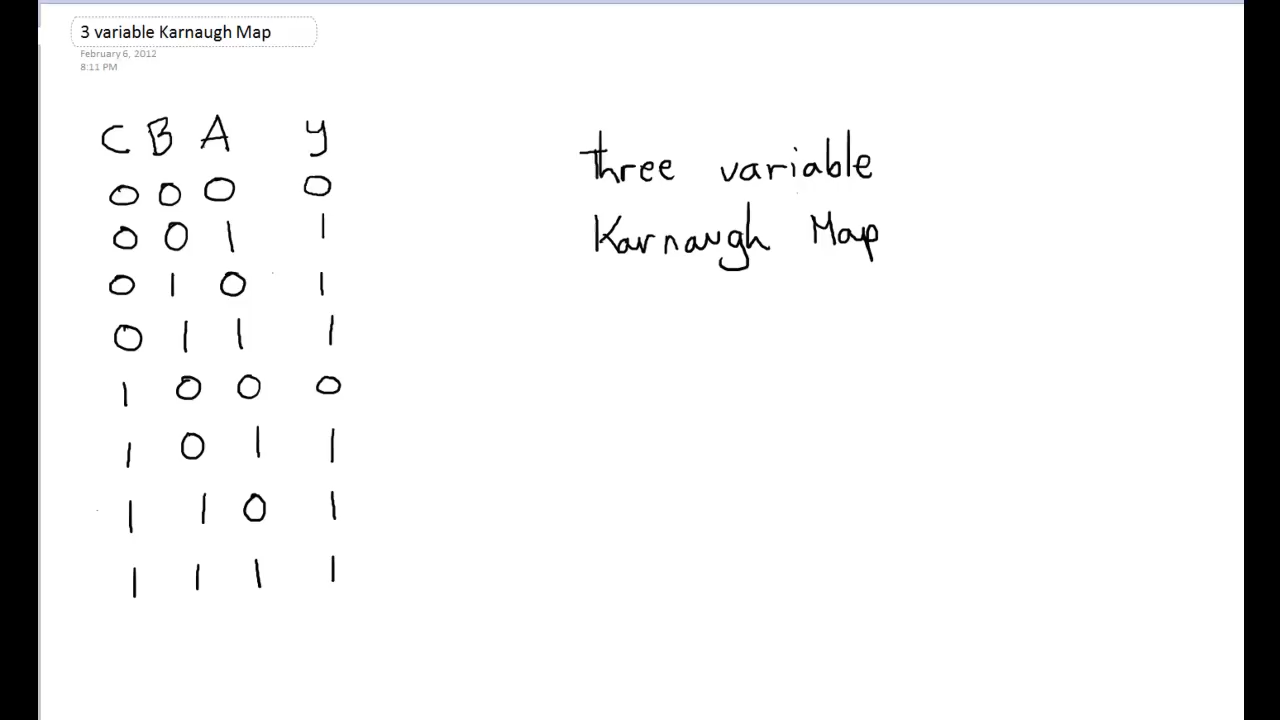 3 variable Karnaugh Map
February 6, 2012
8:11 PM
C B A y
0 0 0 0
0 0 1 1
0 1 0 1
0 1 1 1
1 0 0 0
1 0 1 1
1 1 0 1
1 1 1 1
three variable
Karnaugh Map